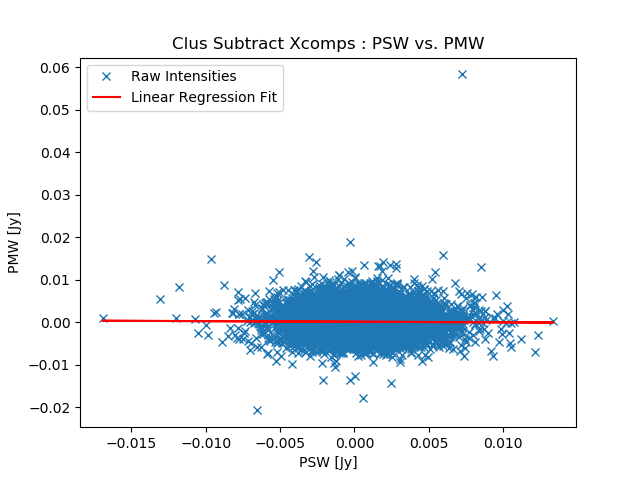 Clus Subtract Xcomps : PSW vs. PMW
Raw Intensities
Linear Regression Fit
PMW [Jy]
0.06
0.05
0.04
0.03
0.02
0.01
0.00
−0.01
−0.02
−0.015 −0.010 −0.005 0.000 0.005 0.010
PSW [Jy]